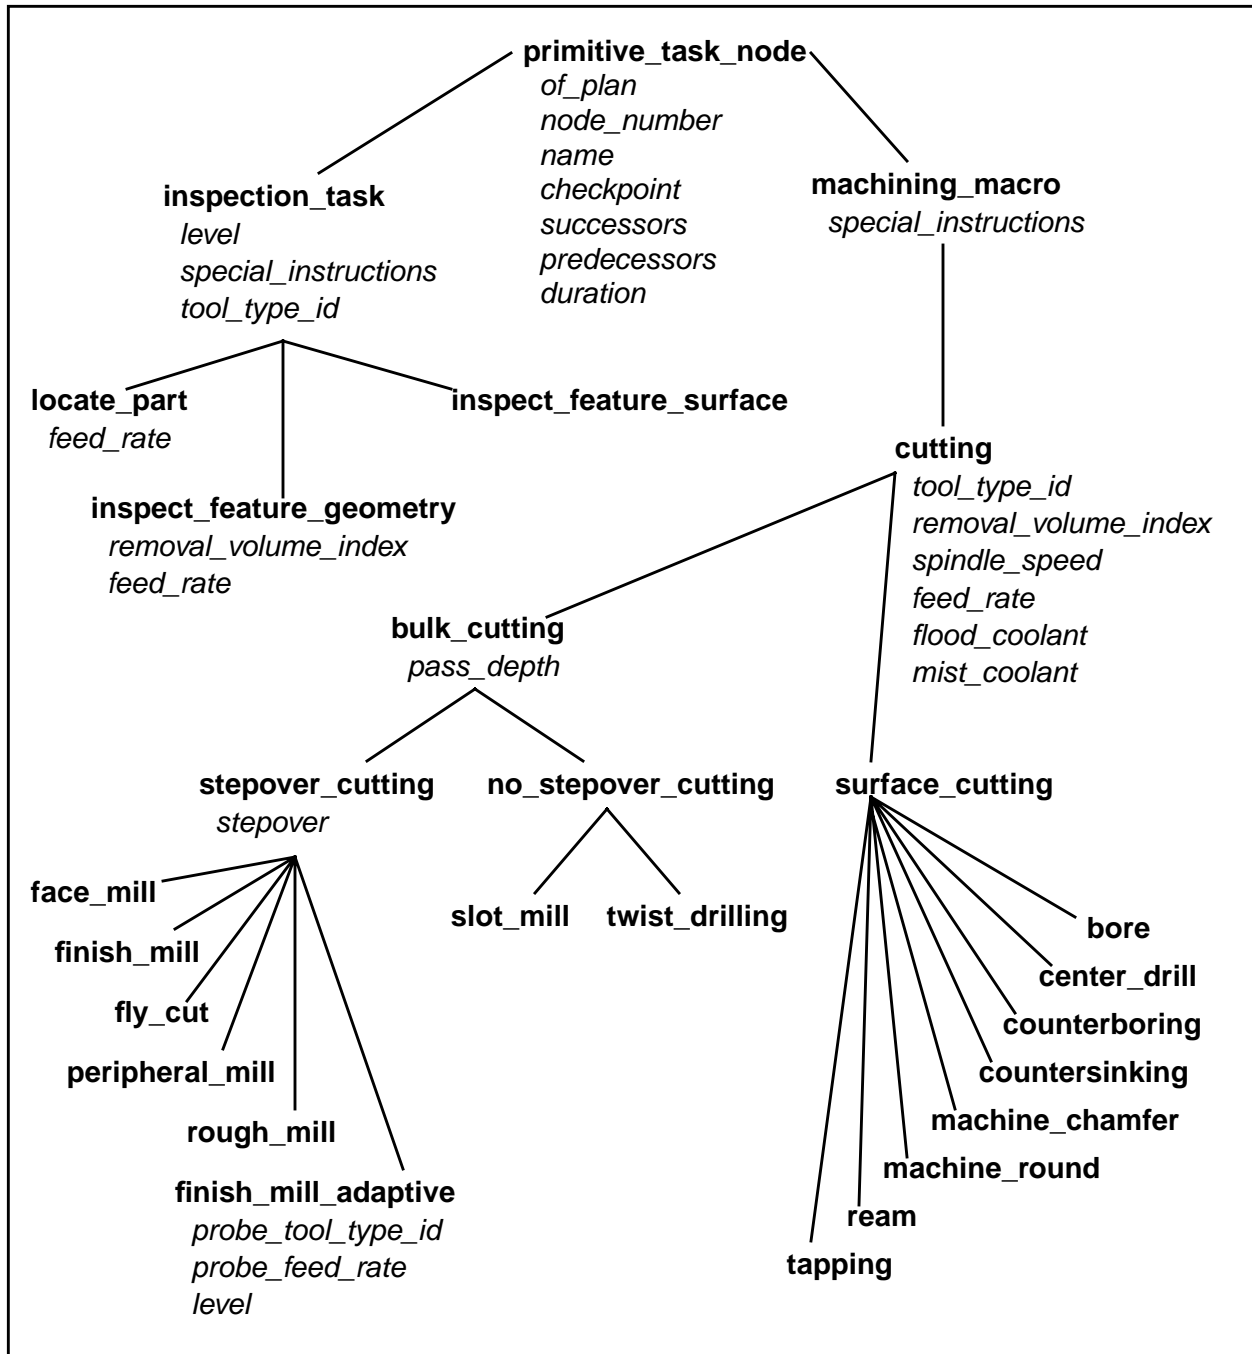 primitive_task_node
of_plan
node_number
name
checkpoint
successors
predecessors
duration
inspection_task
level
special_instructions
tool_type_id
machining_macro
special_instructions
locate_part
feed_rate
inspect_feature_surface
inspect_feature_geometry
removal_volume_index
feed_rate
cutting
tool_type_id
removal_volume_index
spindle_speed
feed_rate
flood_coolant
mist_coolant
bulk_cutting
pass_depth
stepover_cutting
stepover
no_stepover_cutting
surface_cutting
face_mill
finish_mill
fly_cut
peripheral_mill
rough_mill
finish_mill_adaptive
probe_tool_type_id
probe_feed_rate
level
slot_mill
twist_drilling
bore
center_drill
counterboring
countersinking
machine_chamfer
machine_round
ream
tapping